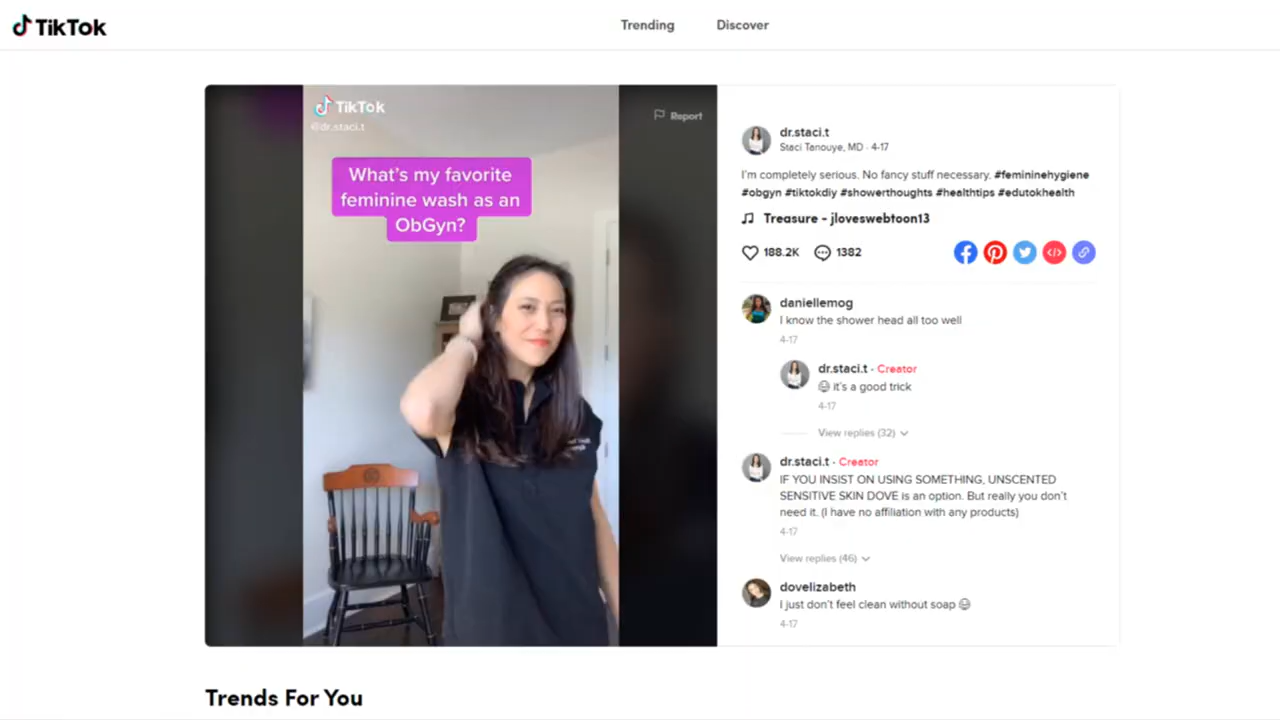 TikTok
Trending
Discover
TikTok
@dr.staci.t
Report
What's my favorite
feminine wash as an
ObGyn?
dr.staci.t
Staci Tanouye, MD · 4-17
I'm completely serious. No fancy stuff necessary. #femininehygiene
#obgyn #tiktokdiy #showerthoughts #healthtips #edutokhealth
Treasure - jloveswebtoon13
188.2K
1382
daniellemog
I know the shower head all too well
4-17
dr.staci.t · Creator
😂 it's a good trick
4-17
View replies (32)
dr.staci.t · Creator
IF YOU INSIST ON USING SOMETHING, UNSCENTED
SENSITIVE SKIN DOVE is an option. But really you don't
need it. (I have no affiliation with any products)
4-17
View replies (46)
dovelizabeth
I just don't feel clean without soap 😂
4-17
Trends For You